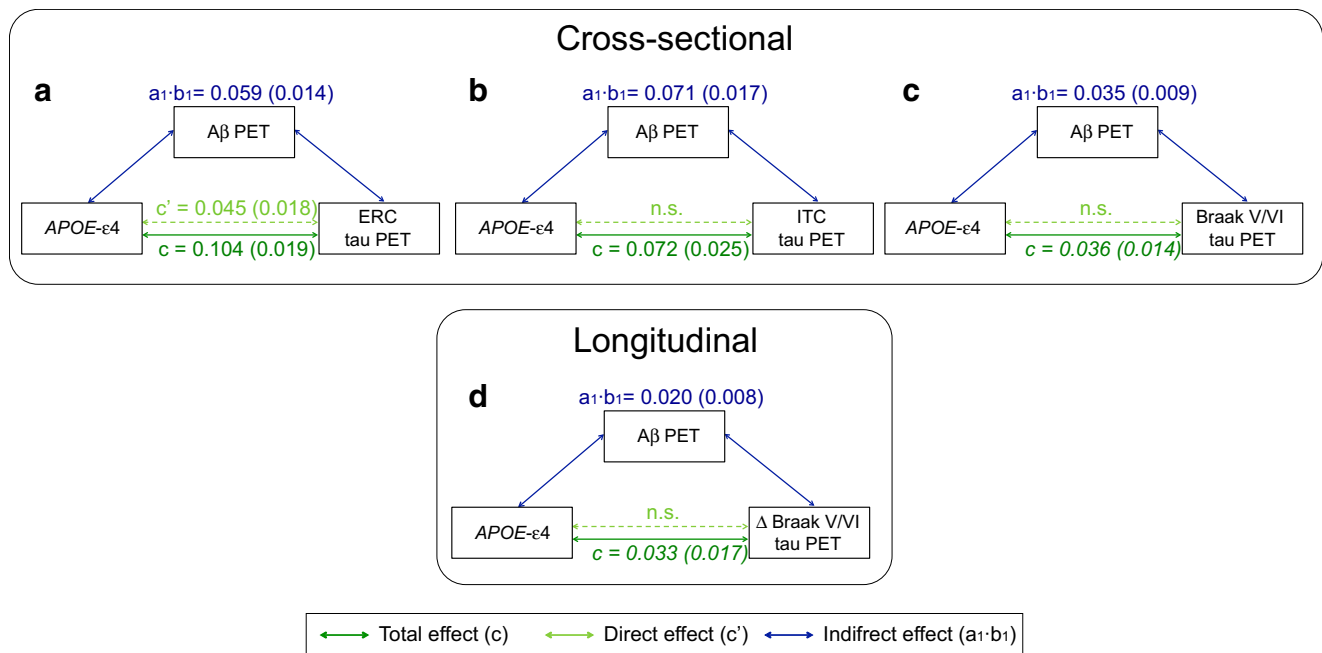 Cross-sectional
a
a1·b1= 0.059 (0.014)
Aβ PET
APOE-ε4
c' = 0.045 (0.018)
c = 0.104 (0.019)
ERC
tau PET
b
a1·b1= 0.071 (0.017)
Aβ PET
APOE-ε4
n.s.
c = 0.072 (0.025)
ITC
tau PET
c
a1·b1= 0.035 (0.009)
Aβ PET
APOE-ε4
n.s.
c = 0.036 (0.014)
Braak V/VI
tau PET
Longitudinal
d
a1·b1= 0.020 (0.008)
Aβ PET
APOE-ε4
n.s.
c = 0.033 (0.017)
Δ Braak V/VI
tau PET
Total effect (c)
Direct effect (c')
Indifrect effect (a1·b1)